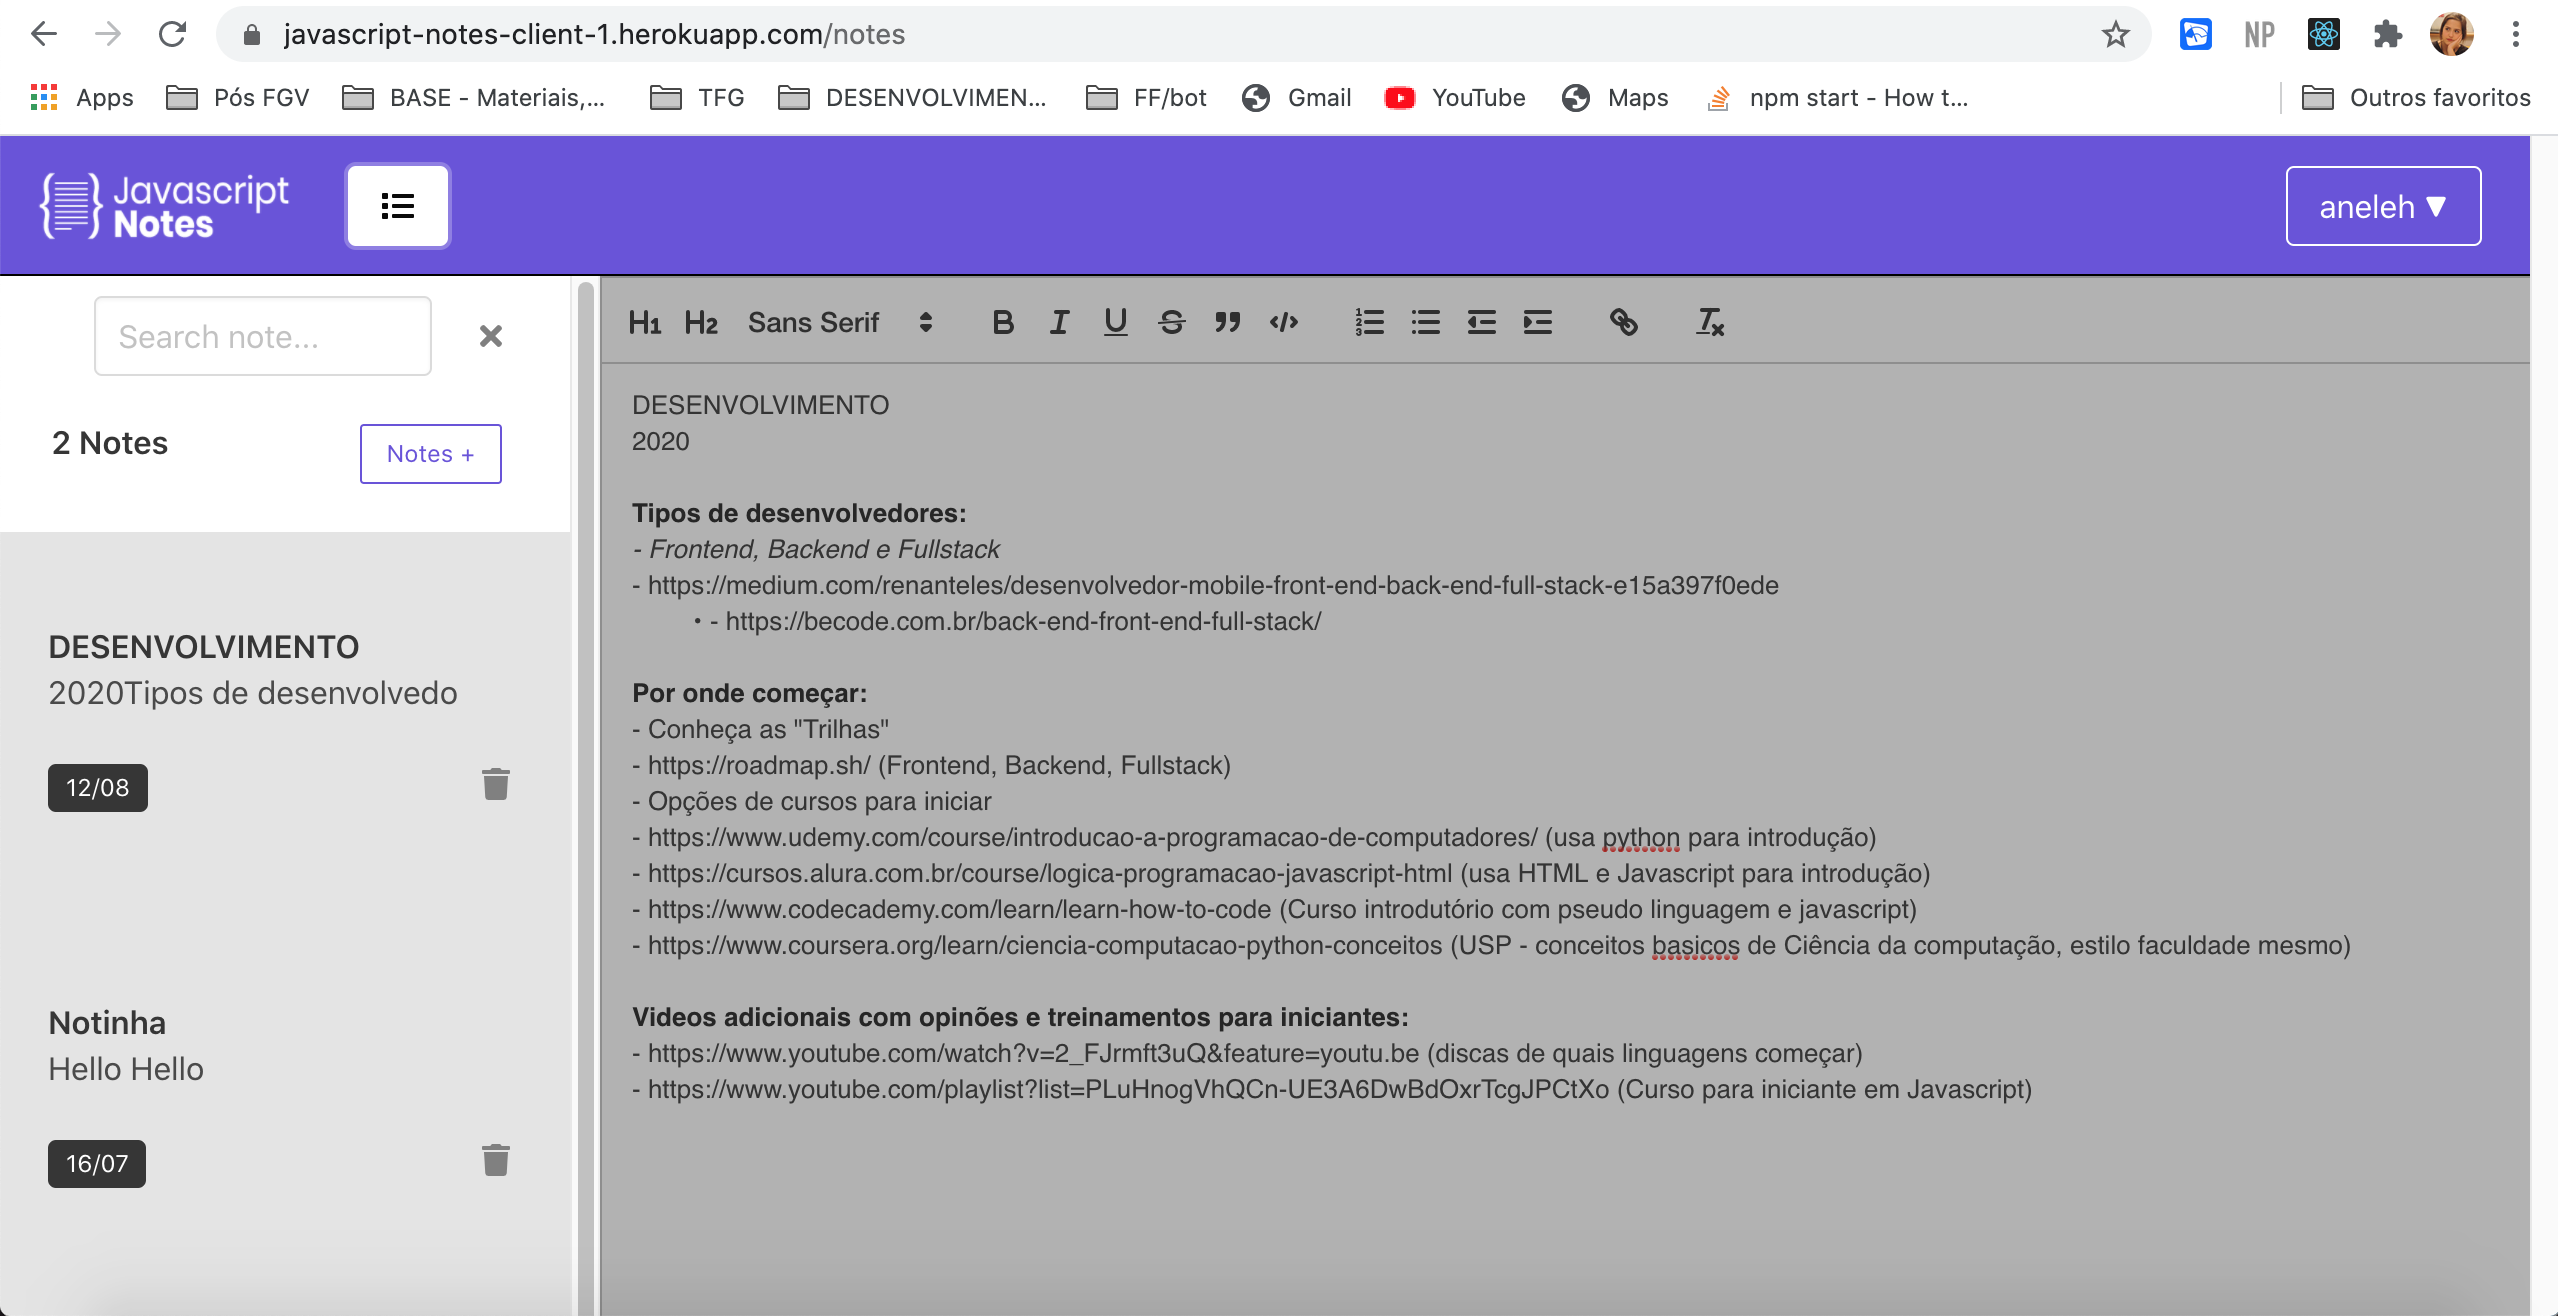 javascript-notes-client-1.herokuapp.com/notes
NP
Apps Pós FGV BASE - Materiais,... TFG DESENVOLVIMEN... FF/bot Gmail YouTube Maps npm start - How t... Outros favoritos
Javascript
Notes
aneleh ▼
Search note...
2 Notes
Notes +
DESENVOLVIMENTO
2020Tipos de desenvolvedo
12/08
Notinha
Hello Hello
16/07
H1 H2 Sans Serif B I U S
DESENVOLVIMENTO
2020
Tipos de desenvolvedores:
- Frontend, Backend e Fullstack
- https://medium.com/renanteles/desenvolvedor-mobile-front-end-back-end-full-stack-e15a397f0ede
• - https://becode.com.br/back-end-front-end-full-stack/
Por onde começar:
- Conheça as "Trilhas"
- https://roadmap.sh/ (Frontend, Backend, Fullstack)
- Opções de cursos para iniciar
- https://www.udemy.com/course/introducao-a-programacao-de-computadores/ (usa python para introdução)
- https://cursos.alura.com.br/course/logica-programacao-javascript-html (usa HTML e Javascript para introdução)
- https://www.codecademy.com/learn/learn-how-to-code (Curso introdutório com pseudo linguagem e javascript)
- https://www.coursera.org/learn/ciencia-computacao-python-conceitos (USP - conceitos basicos de Ciência da computação, estilo faculdade mesmo)
Videos adicionais com opinões e treinamentos para iniciantes:
- https://www.youtube.com/watch?v=2_FJrmft3uQ&feature=youtu.be (discas de quais linguagens começar)
- https://www.youtube.com/playlist?list=PLuHnogVhQCn-UE3A6DwBdOxrTcgJPCtXo (Curso para iniciante em Javascript)